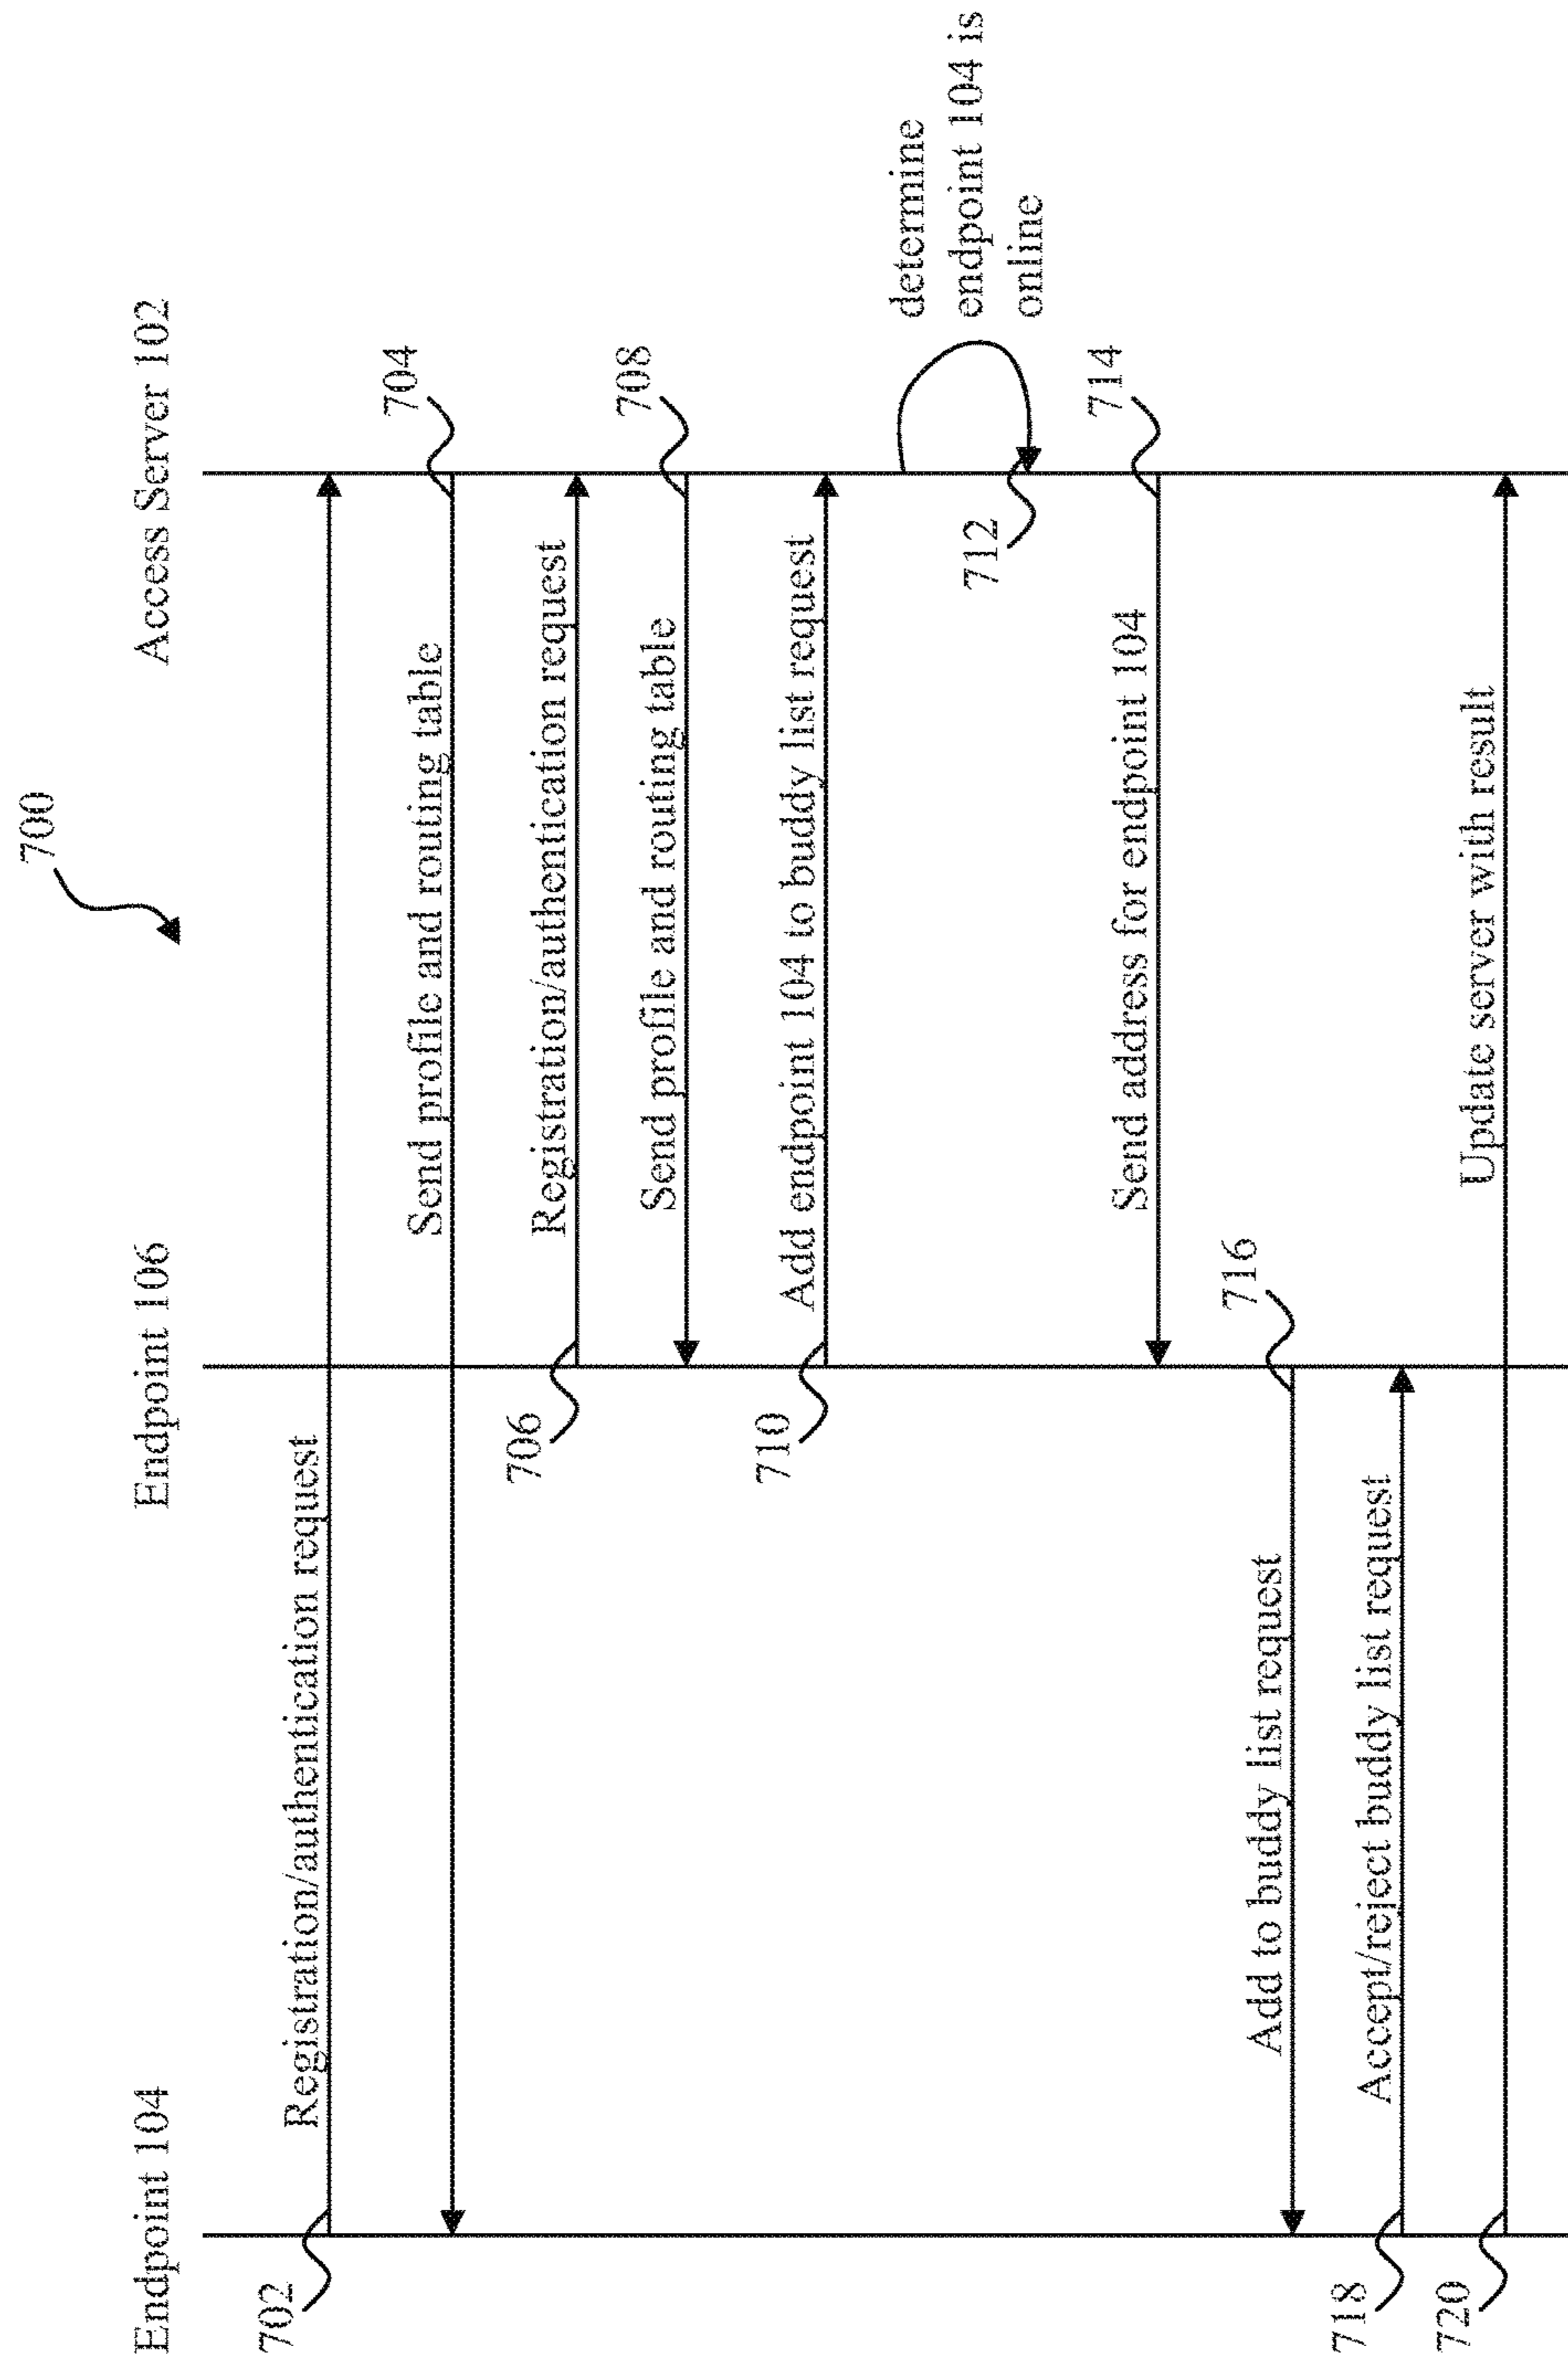 700
Endpoint 104
Endpoint 106
Access Server 102
702
Registration/authentication request
704
Send profile and routing table
706
Registration/authentication request
708
Send profile and routing table
710
Add endpoint 104 to buddy list request
determine
endpoint 104 is
online
712
714
Send address for endpoint 104
716
Add to buddy list request
718
Accept/reject buddy list request
720
Update server with result